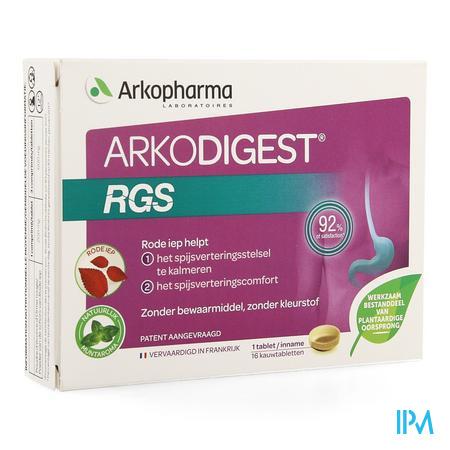 Arkopharma
LABORATOIRES
ARKODIGEST®
RGS
92%
of satisfaction*
Rode iep helpt
1 het spijsverteringsstelsel
te kalmeren
2 het spijsverteringscomfort
Zonder bewaarmiddel, zonder kleurstof
RODE IEP
NATUURLIJK
MUNTAROMA
WERKZAAM
BESTANDDEEL
VAN
PLANTAARDIGE
OORSPRONG
PATENT AANGEVRAAGD
VERVAARDIGD IN FRANKRIJK
1 tablet / inname
16 kauwtabletten
IPM